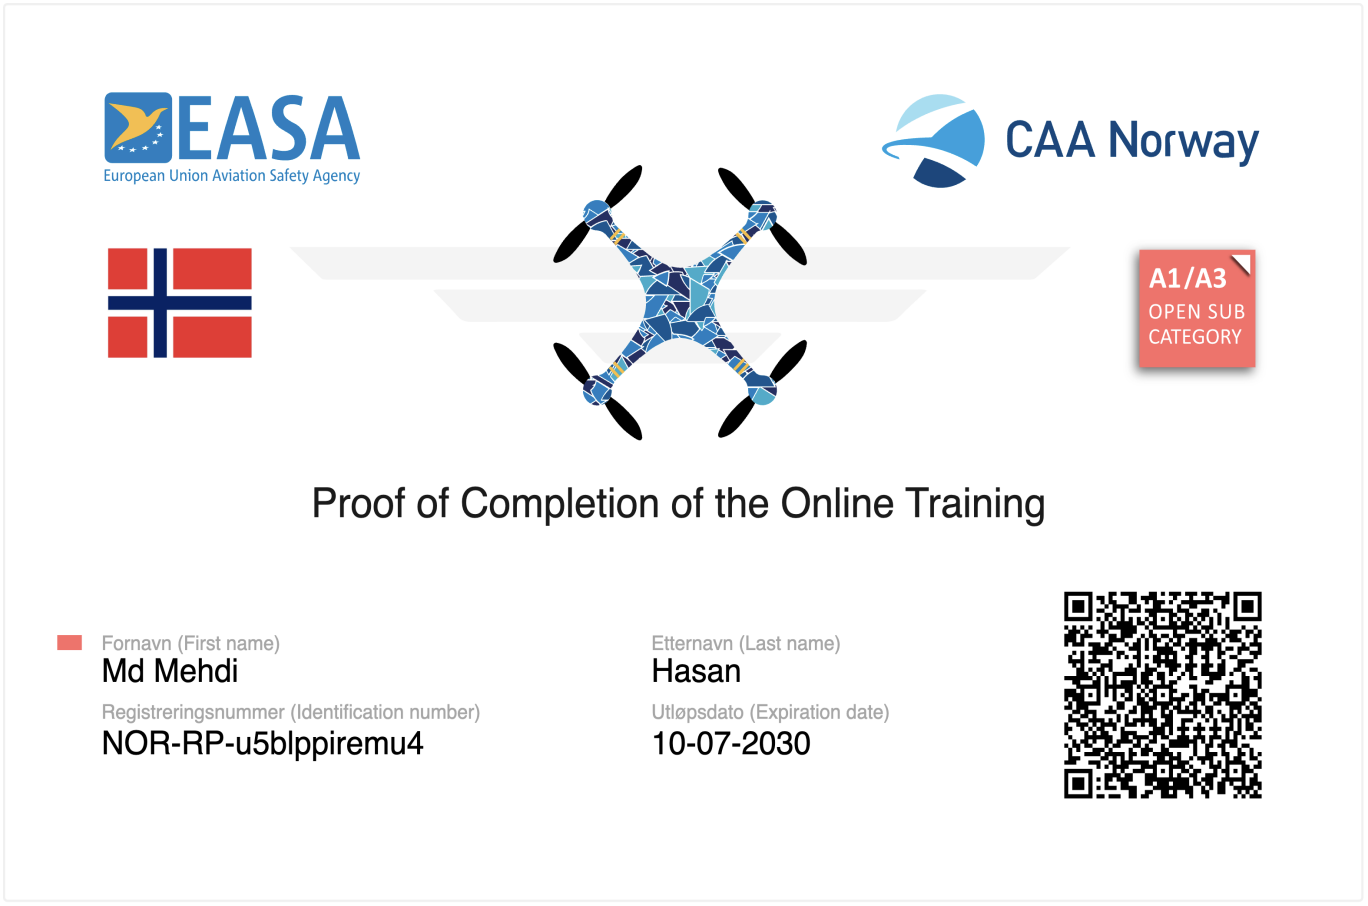 EASA
European Union Aviation Safety Agency
CAA Norway
A1/A3
OPEN SUB
CATEGORY
Proof of Completion of the Online Training
Fornavn (First name)
Md Mehdi
Etternavn (Last name)
Hasan
Registreringsnummer (Identification number)
NOR-RP-u5blppiremu4
Utløpsdato (Expiration date)
10-07-2030